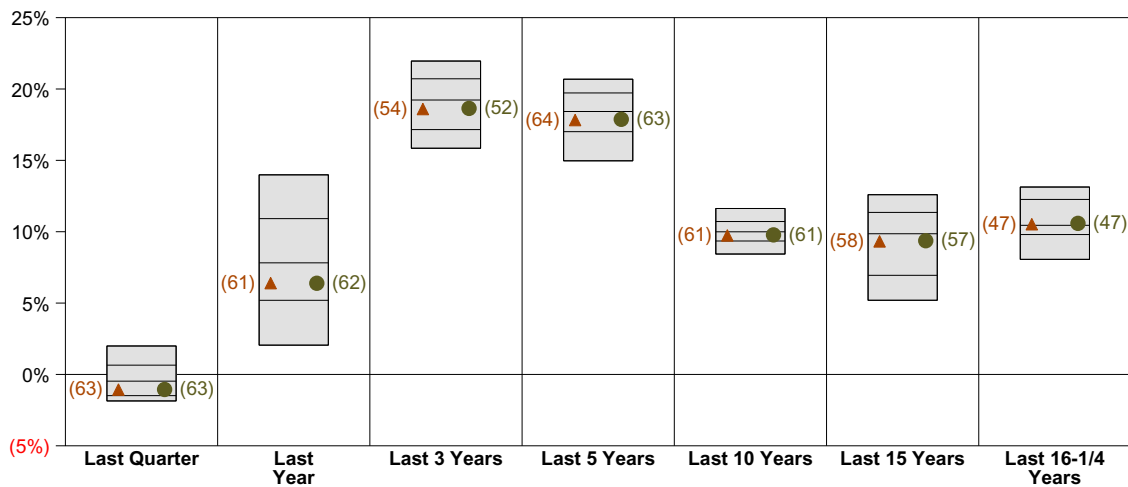 25%
20%
15%
10%
5%
0%
(5%)
(63) (63)
(61) (62)
(54) (52)
(64) (63)
(61) (61)
(58) (57)
(47) (47)
Last Quarter
Last
Year
Last 3 Years
Last 5 Years
Last 10 Years
Last 15 Years
Last 16-1/4
Years